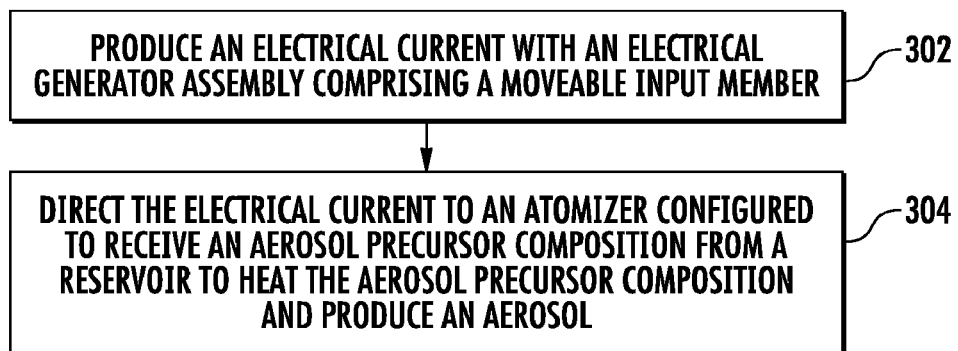 PRODUCE AN ELECTRICAL CURRENT WITH AN ELECTRICAL
GENERATOR ASSEMBLY COMPRISING A MOVEABLE INPUT MEMBER
302
DIRECT THE ELECTRICAL CURRENT TO AN ATOMIZER CONFIGURED
TO RECEIVE AN AEROSOL PRECURSOR COMPOSITION FROM A
RESERVOIR TO HEAT THE AEROSOL PRECURSOR COMPOSITION
AND PRODUCE AN AEROSOL
304